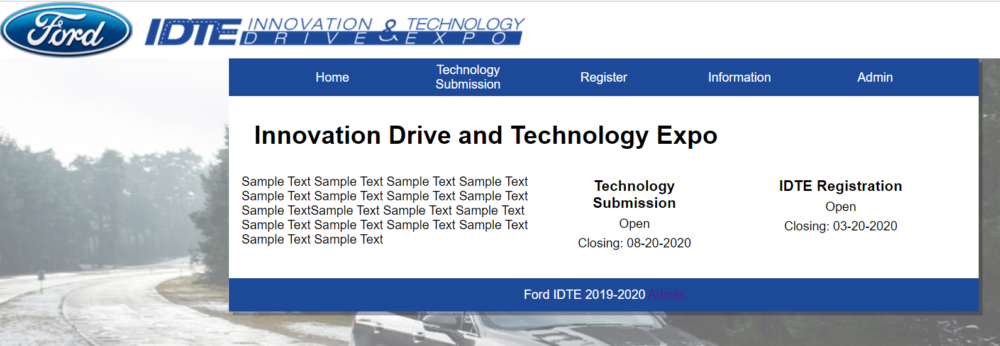 Ford
IDTE INNOVATION & TECHNOLOGY
DRIVE EXPO
Home
Technology
Submission
Register
Information
Admin
Innovation Drive and Technology Expo
Sample Text Sample Text Sample Text Sample Text
Sample Text Sample Text Sample Text Sample Text
Sample TextSample Text Sample Text Sample Text
Sample Text Sample Text Sample Text Sample Text
Sample Text Sample Text
Technology
Submission
Open
Closing: 08-20-2020
IDTE Registration
Open
Closing: 03-20-2020
Ford IDTE 2019-2020 Admin